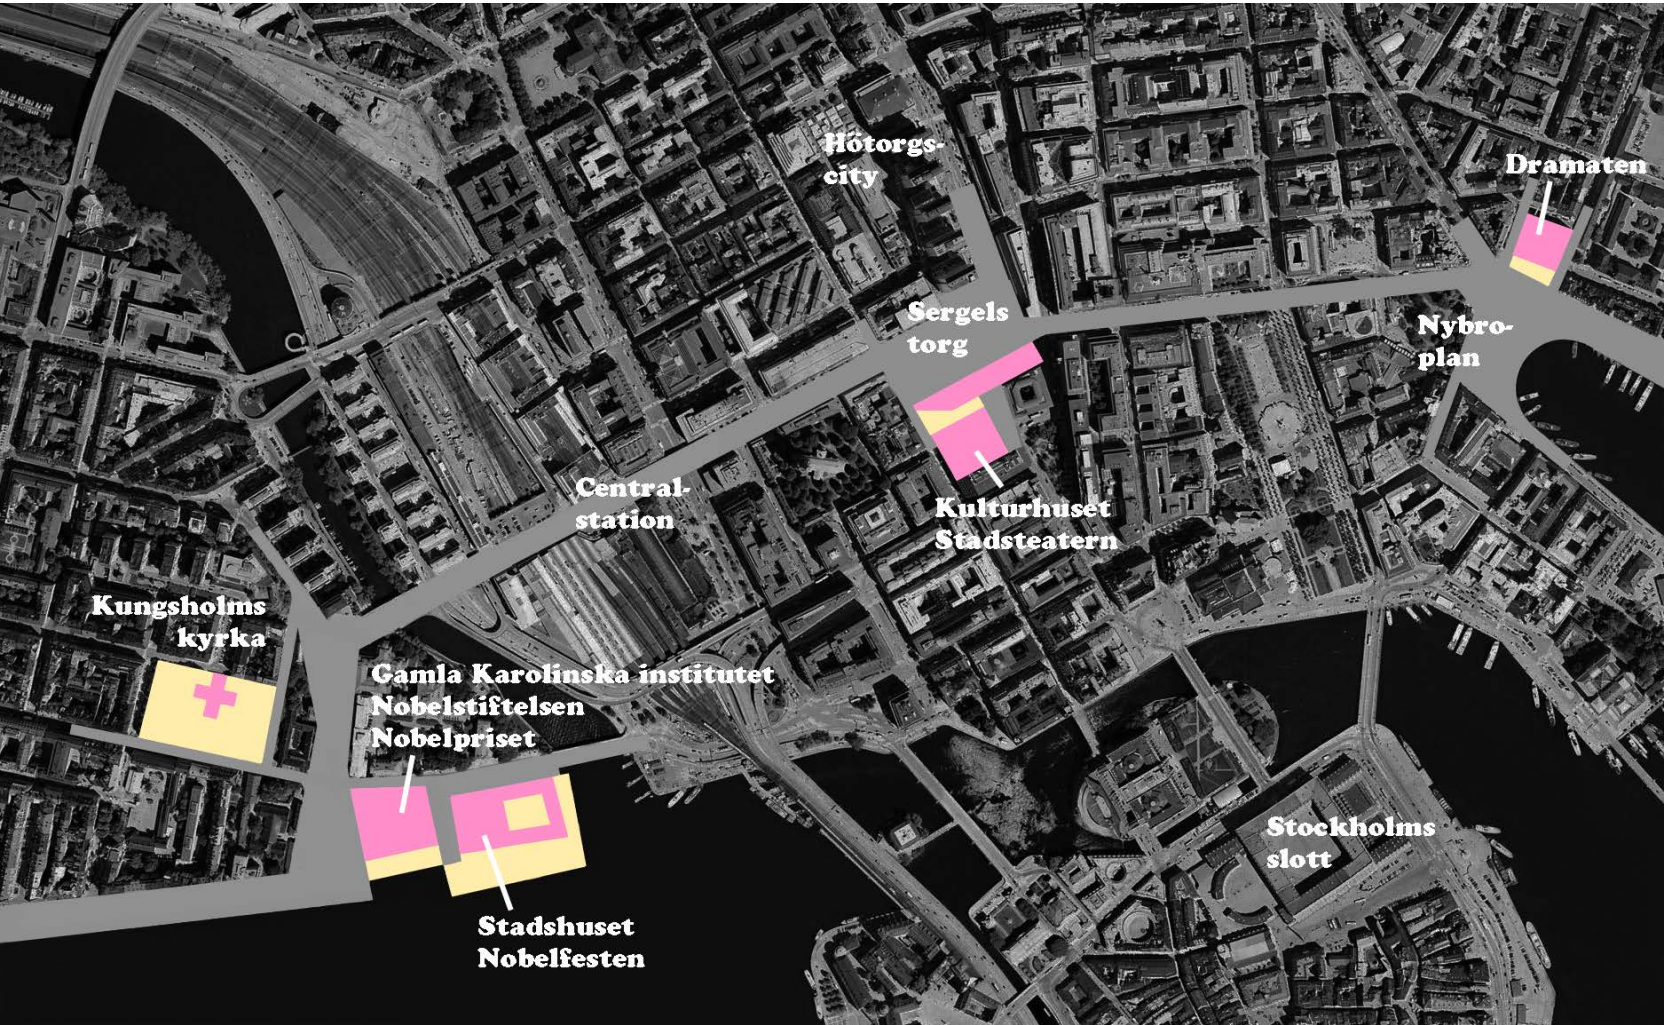 Hötorgs-
city
Dramaten
Sergels
torg
Nybro-
plan
Central-
station
Kulturhuset
Stadsteatern
Kungsholms
kyrka
Gamla Karolinska institutet
Nobelstiftelsen
Nobelpriset
Stockholms
slott
Stadshuset
Nobelfesten